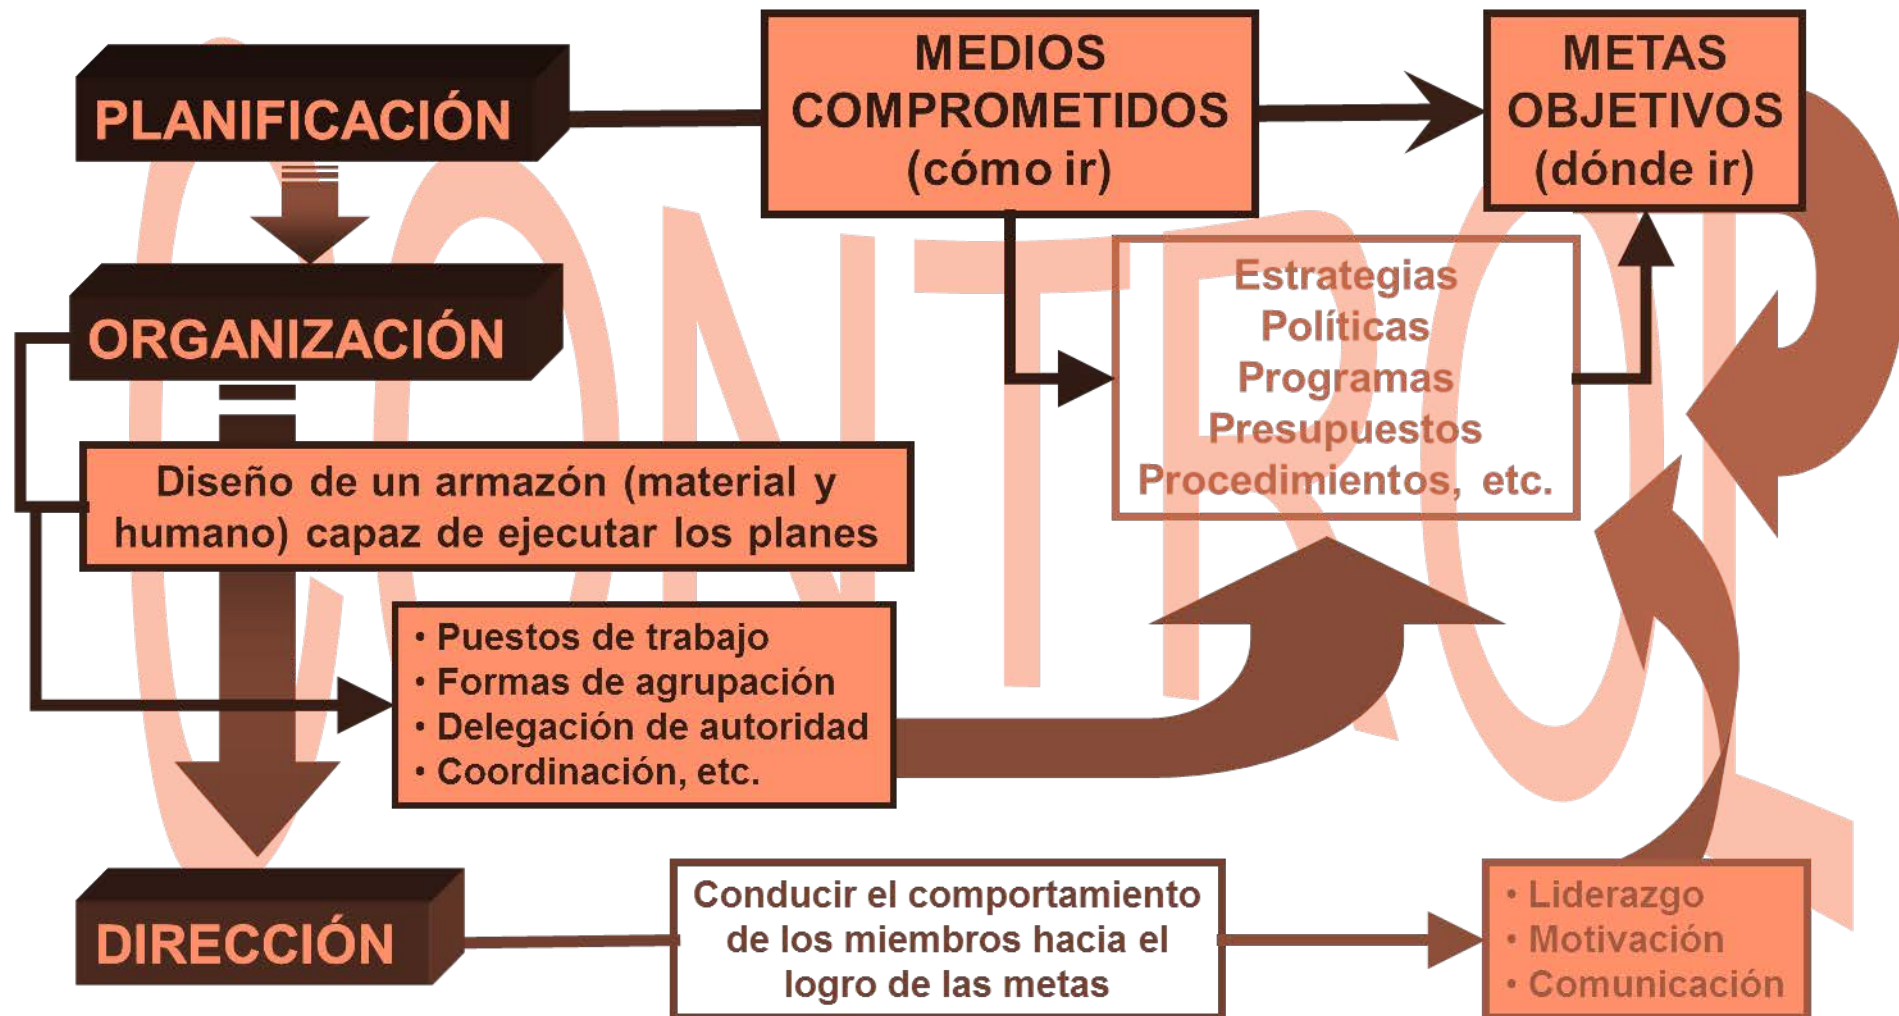 PLANIFICACIÓN
MEDIOS
COMPROMETIDOS
(cómo ir)
METAS
OBJETIVOS
(dónde ir)
CONTROL
ORGANIZACIÓN
Estrategias
Políticas
Programas
Presupuestos
Procedimientos, etc.
Diseño de un armazón (material y
humano) capaz de ejecutar los planes
• Puestos de trabajo
• Formas de agrupación
• Delegación de autoridad
• Coordinación, etc.
DIRECCIÓN
Conducir el comportamiento
de los miembros hacia el
logro de las metas
• Liderazgo
• Motivación
• Comunicación